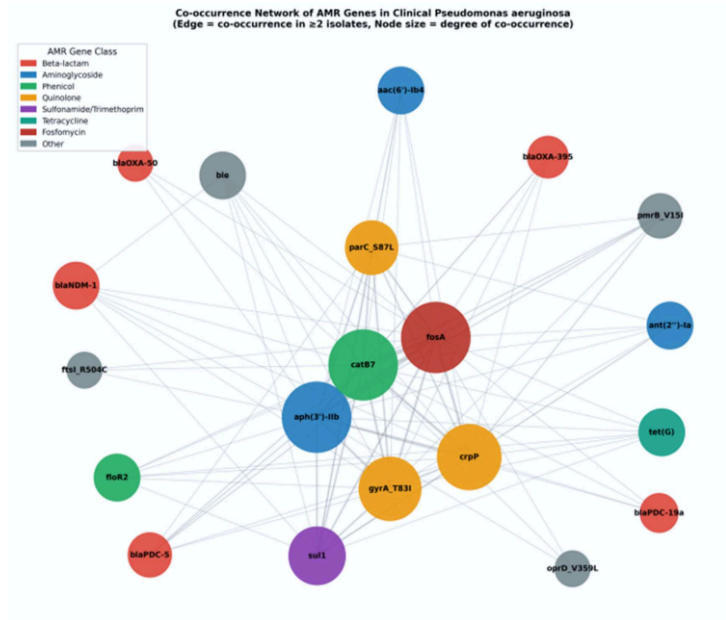 Co-occurrence Network of AMR Genes in Clinical Pseudomonas aeruginosa
(Edge = co-occurrence in ≥2 isolates, Node size = degree of co-occurrence)
AMR Gene Class
Beta-lactam
Aminoglycoside
Phenicol
Quinolone
Sulfonamide/Trimethoprim
Tetracycline
Fosfomycin
Other
aac(6')-Ib4
blaOXA-50
ble
blaOXA-395
pmrB_V15I
parC_S87L
blaNDM-1
ant(2'')-Ia
fosA
catB7
ftsI_R504C
aph(3')-IIb
tet(G)
crpP
floR2
gyrA_T83I
blaPDC-19a
blaPDC-5
sul1
oprD_V359L